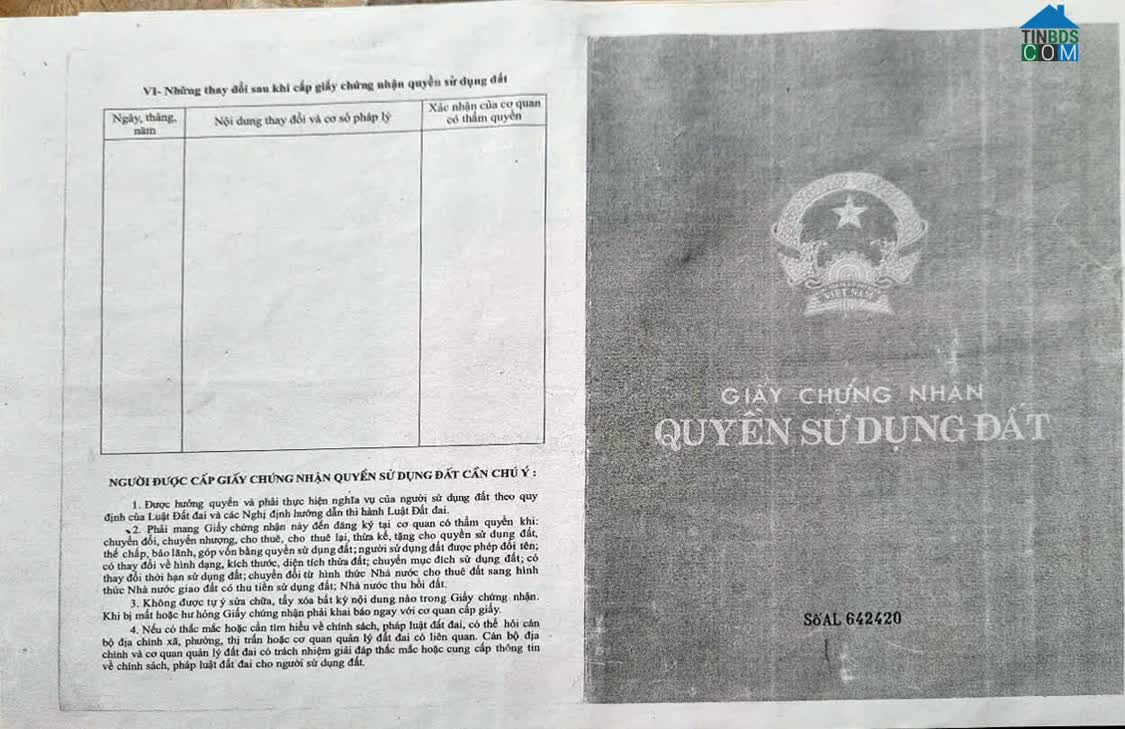 VI- Những thay đổi sau khi cấp giấy chứng nhận quyền sử dụng đất
Ngày, tháng,
năm
Nội dung thay đổi và cơ sở pháp lý
Xác nhận của cơ quan
có thẩm quyền
NGƯỜI ĐƯỢC CẤP GIẤY CHỨNG NHẬN QUYỀN SỬ DỤNG ĐẤT CẦN CHÚ Ý :
1. Được hưởng quyền và phải thực hiện nghĩa vụ của người sử dụng đất theo quy
định của Luật Đất đai và các Nghị định hướng dẫn thi hành Luật Đất đai.
2. Phải mang Giấy chứng nhận này đến đăng ký tại cơ quan có thẩm quyền khi:
chuyển đổi, chuyển nhượng, cho thuê, cho thuê lại, thừa kế, tặng cho quyền sử dụng đất,
thế chấp, bảo lãnh, góp vốn bằng quyền sử dụng đất; người sử dụng đất được phép đổi tên;
có thay đổi về hình dạng, kích thước, diện tích thửa đất; chuyển mục đích sử dụng đất; có
thay đổi thời hạn sử dụng đất; chuyển đổi từ hình thức Nhà nước cho thuê đất sang hình
thức Nhà nước giao đất có thu tiền sử dụng đất; Nhà nước thu hồi đất.
3. Không được tự ý sửa chữa, tẩy xóa bất kỳ nội dung nào trong Giấy chứng nhận.
Khi bị mất hoặc hư hỏng Giấy chứng nhận phải khai báo ngay với cơ quan cấp giấy.
4. Nếu có thắc mắc hoặc cần tìm hiểu về chính sách, pháp luật đất đai, có thể hỏi cán
bộ địa chính xã, phường, thị trấn hoặc cơ quan quản lý đất đai có liên quan. Cán bộ địa
chính và cơ quan quản lý đất đai có trách nhiệm giải đáp thắc mắc hoặc cung cấp thông tin
về chính sách, pháp luật đất đai cho người sử dụng đất.
TINBDS
COM
VIỆT NAM
GIẤY CHỨNG NHẬN
QUYỀN SỬ DỤNG ĐẤT
Số AL 642420